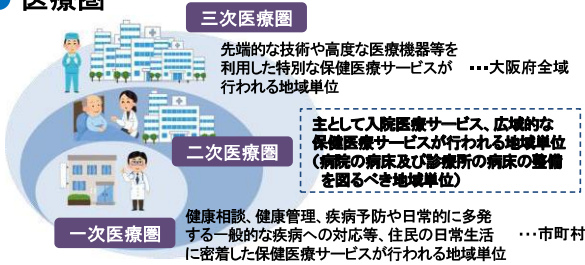 医療圏
三次医療圏
先端的な技術や高度な医療機器等を
利用した特別な保健医療サービスが
行われる地域単位
…大阪府全域
二次医療圏
主として入院医療サービス、広域的な
保健医療サービスが行われる地域単位
(病院の病床及び診療所の病床の整備
を図るべき地域単位)
一次医療圏
健康相談、健康管理、疾病予防や日常的に多発
する一般的な疾病への対応等、住民の日常生活
に密着した保健医療サービスが行われる地域単位
…市町村